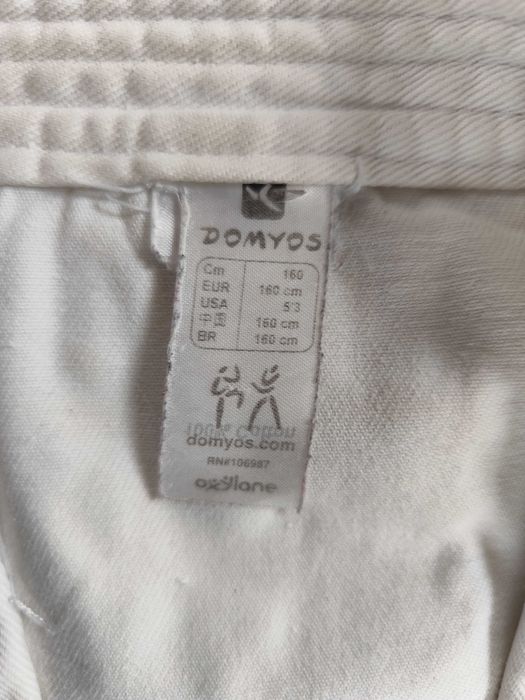 DOMYOS
Cm 160
EUR 160 cm
USA 5'3
中国 160 cm
BR 160 cm
100% Cotton
domyos.com
RN#106987
oxylane